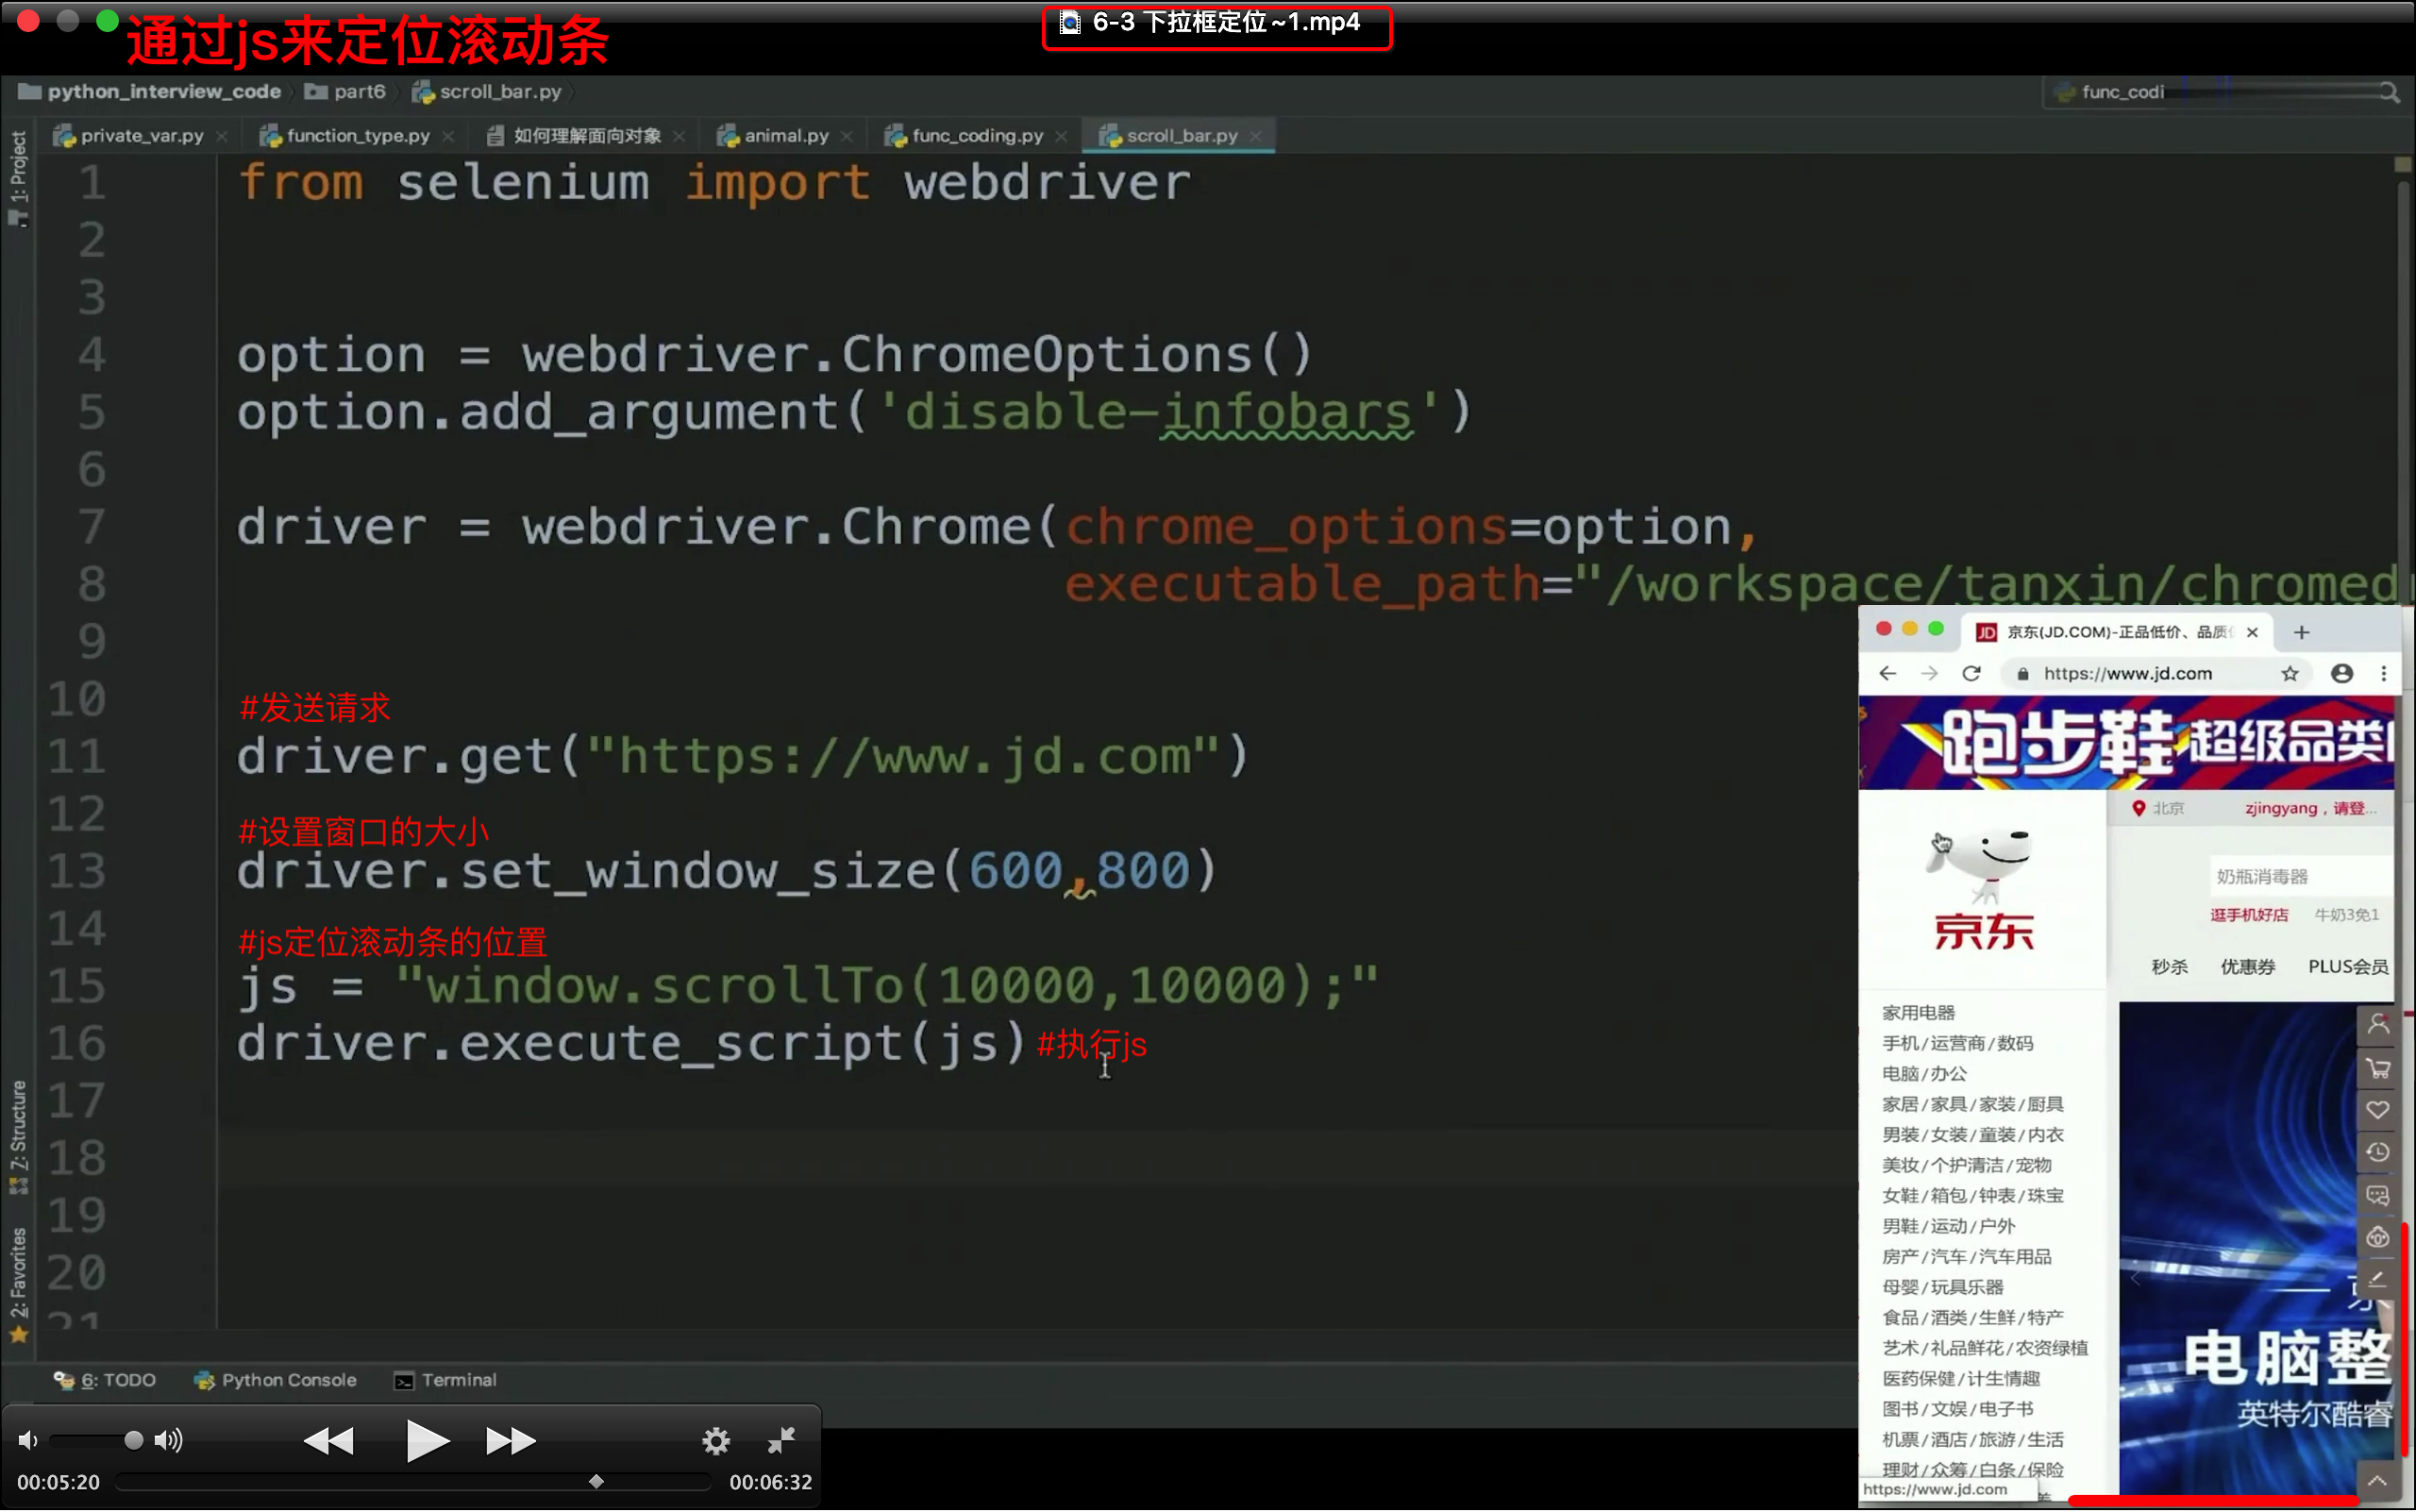 通过js来定位滚动条
6-3 下拉框定位~1.mp4
python_interview_code
part6
scroll_bar.py
func_codi
private_var.py
function_type.py
如何理解面向对象
animal.py
func_coding.py
scroll_bar.py
1: Project
7: Structure
2: Favorites
1 from selenium import webdriver
2
3
4 option = webdriver.ChromeOptions()
5 option.add_argument('disable-infobars')
6
7 driver = webdriver.Chrome(chrome_options=option,
8 executable_path="/workspace/tanxin/chromed
9
10 #发送请求
11 driver.get("https://www.jd.com")
12 #设置窗口的大小
13 driver.set_window_size(600,800)
14 #js定位滚动条的位置
15 js = "window.scrollTo(10000,10000);"
16 driver.execute_script(js) #执行js
17
18
19
20
21
6: TODO
Python Console
Terminal
00:05:20
00:06:32
JD 京东(JD.COM)-正品低价、品质
https://www.jd.com
跑步鞋 超级品类
北京
zjingyang，请登...
奶瓶消毒器
逛手机好店 牛奶3免1
京东
秒杀 优惠券 PLUS会员
家用电器
手机/运营商/数码
电脑/办公
家居/家具/家装/厨具
男装/女装/童装/内衣
美妆/个护清洁/宠物
女鞋/箱包/钟表/珠宝
男鞋/运动/户外
房产/汽车/汽车用品
母婴/玩具乐器
食品/酒类/生鲜/特产
艺术/礼品鲜花/农资绿植
医药保健/计生情趣
图书/文娱/电子书
机票/酒店/旅游/生活
理财/众筹/白条/保险
电脑整
英特尔酷睿
https://www.jd.com